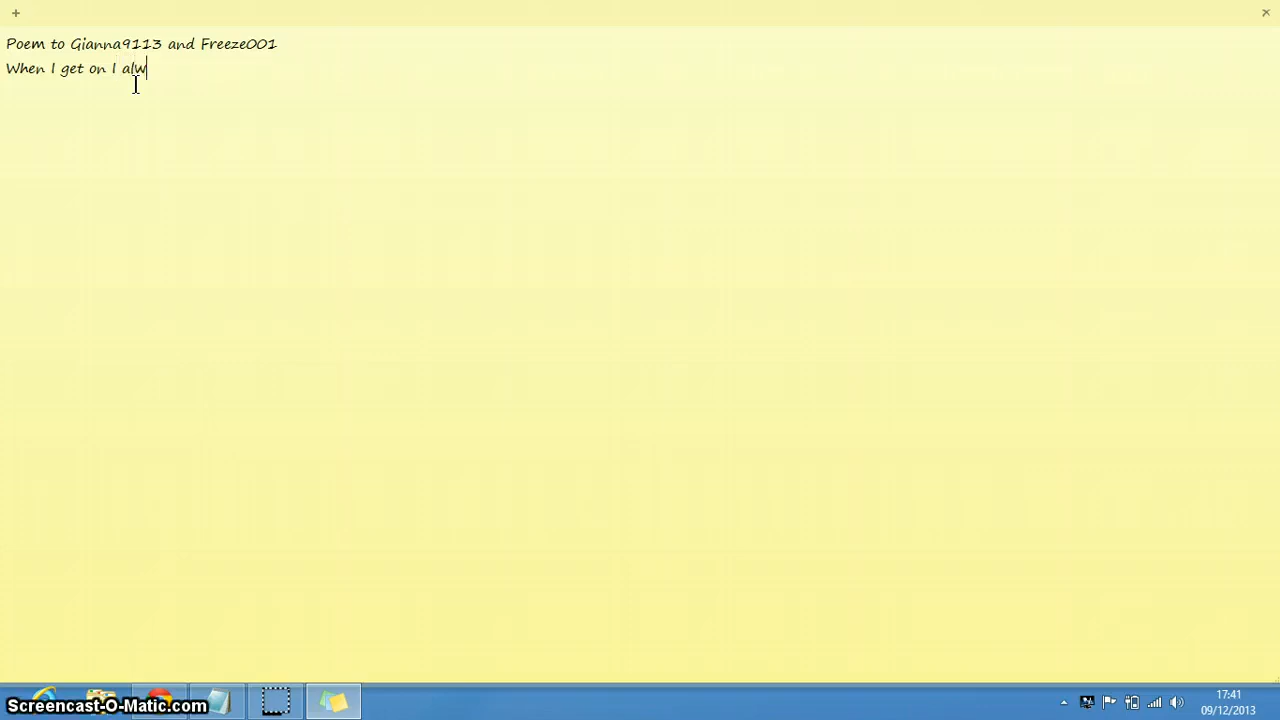 Poem to Gianna9113 and Freeze001
When I get on I alw
Screencast-O-Matic.com
17:41
09/12/2013